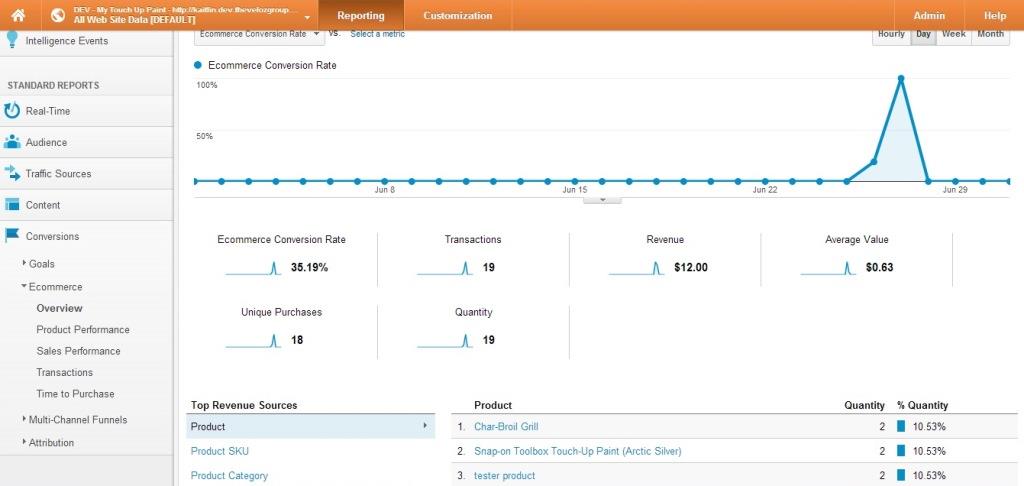 DEV - My Touch Up Paint - http://kaitlin.dev.thevelozgroup....
All Web Site Data [DEFAULT]
Reporting
Customization
Admin
Help
Intelligence Events
STANDARD REPORTS
Real-Time
Audience
Traffic Sources
Content
Conversions
Goals
Ecommerce
Overview
Product Performance
Sales Performance
Transactions
Time to Purchase
Multi-Channel Funnels
Attribution
Ecommerce Conversion Rate VS. Select a metric
Hourly Day Week Month
Ecommerce Conversion Rate
100%
50%
Jun 8 Jun 15 Jun 22 Jun 29
Ecommerce Conversion Rate
35.19%
Transactions
19
Revenue
$12.00
Average Value
$0.63
Unique Purchases
18
Quantity
19
Top Revenue Sources
Product
Product SKU
Product Category
Product Quantity % Quantity
1. Char-Broil Grill 2 10.53%
2. Snap-on Toolbox Touch-Up Paint (Arctic Silver) 2 10.53%
3. tester product 2 10.53%